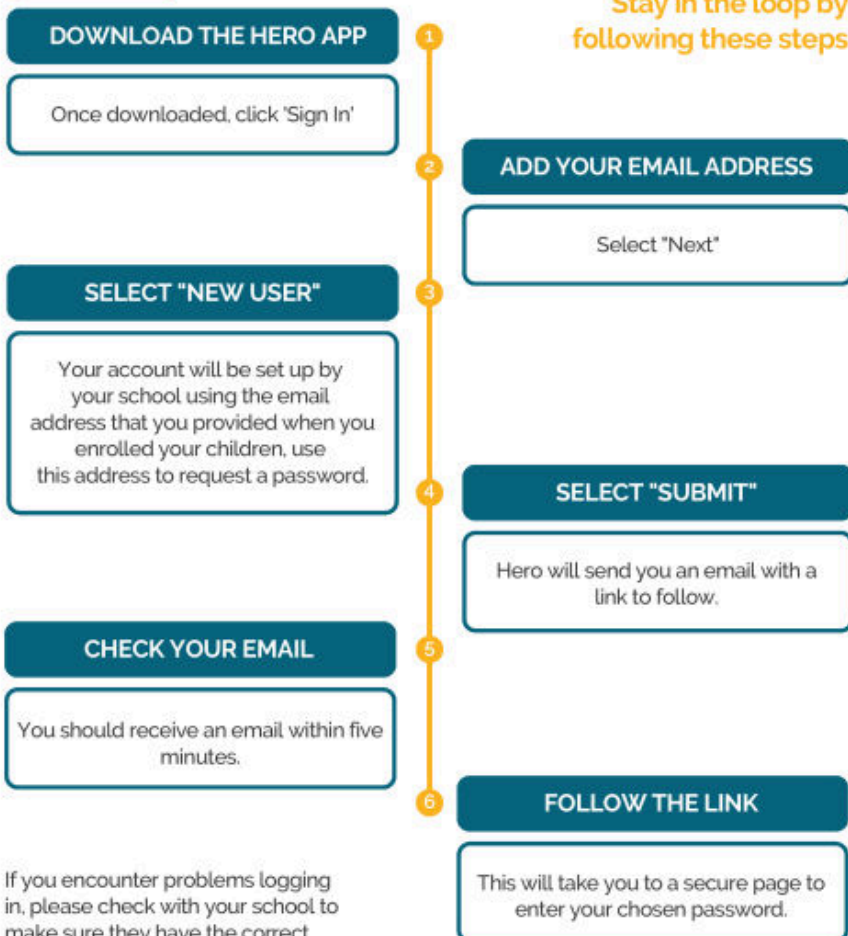 Stay in the loop by
following these steps
1
DOWNLOAD THE HERO APP
Once downloaded, click 'Sign In'
2
ADD YOUR EMAIL ADDRESS
Select "Next"
3
SELECT "NEW USER"
Your account will be set up by
your school using the email
address that you provided when you
enrolled your children, use
this address to request a password.
4
SELECT "SUBMIT"
Hero will send you an email with a
link to follow.
5
CHECK YOUR EMAIL
You should receive an email within five
minutes.
6
FOLLOW THE LINK
This will take you to a secure page to
enter your chosen password.
If you encounter problems logging
in, please check with your school to
make sure they have the correct